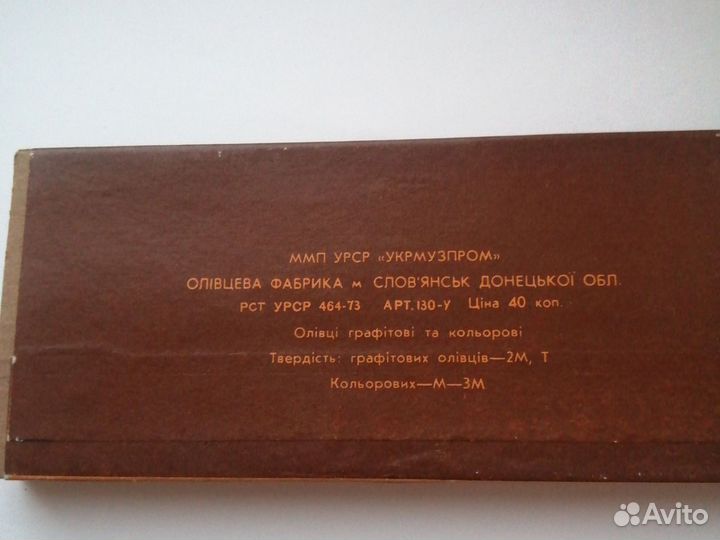 ММП УРСР «УКРМУЗПРОМ»
ОЛІВЦЕВА ФАБРИКА м СЛОВ'ЯНСЬК ДОНЕЦЬКОЇ ОБЛ.
РСТ УРСР 464-73 АРТ. 130-У Ціна 40 коп.
Олівці графітові та кольорові
Твердість: графітових олівців—2М, Т
Кольорових—М—3М
Avito